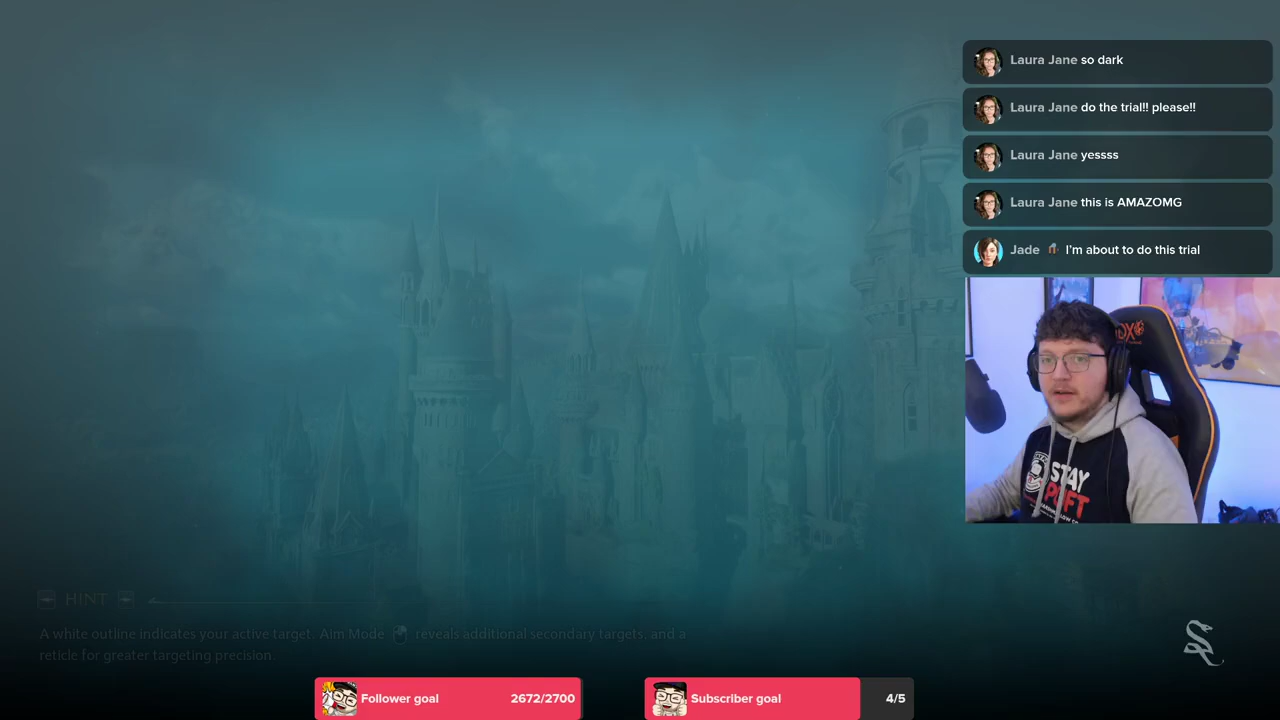 Laura Jane so dark
Laura Jane do the trial!! please!!
Laura Jane yessss
Laura Jane this is AMAZOMG
Jade I'm about to do this trial
STAY
PUFT
HINT
A white outline indicates your active target. Aim Mode reveals additional secondary targets, and a
reticle for greater targeting precision.
Follower goal 2672/2700
Subscriber goal 4/5